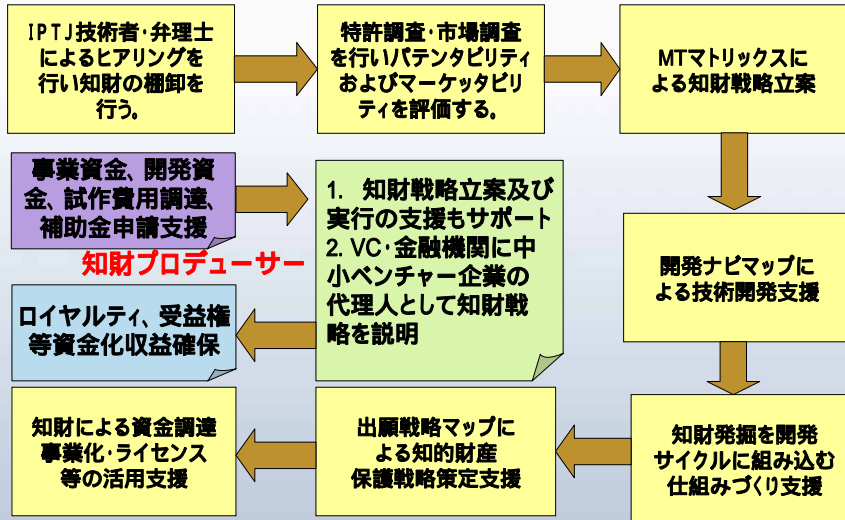 IPTJ技術者・弁理士
によるヒアリングを
行い知財の棚卸を
行う。
特許調査・市場調査
を行いパテンタビリティ
およびマーケッタビリ
ティを評価する。
MTマトリックスに
よる知財戦略立案
事業資金、開発資
金、試作費用調達、
補助金申請支援
1. 知財戦略立案及び
実行の支援もサポート
2. VC・金融機関に中
小ベンチャー企業の
代理人として知財戦
略を説明
開発ナビマップに
よる技術開発支援
知財プロデューサー
ロイヤルティ、受益権
等資金化収益確保
知財による資金調達
事業化・ライセンス
等の活用支援
出願戦略マップに
よる知的財産
保護戦略策定支援
知財発掘を開発
サイクルに組み込む
仕組みづくり支援